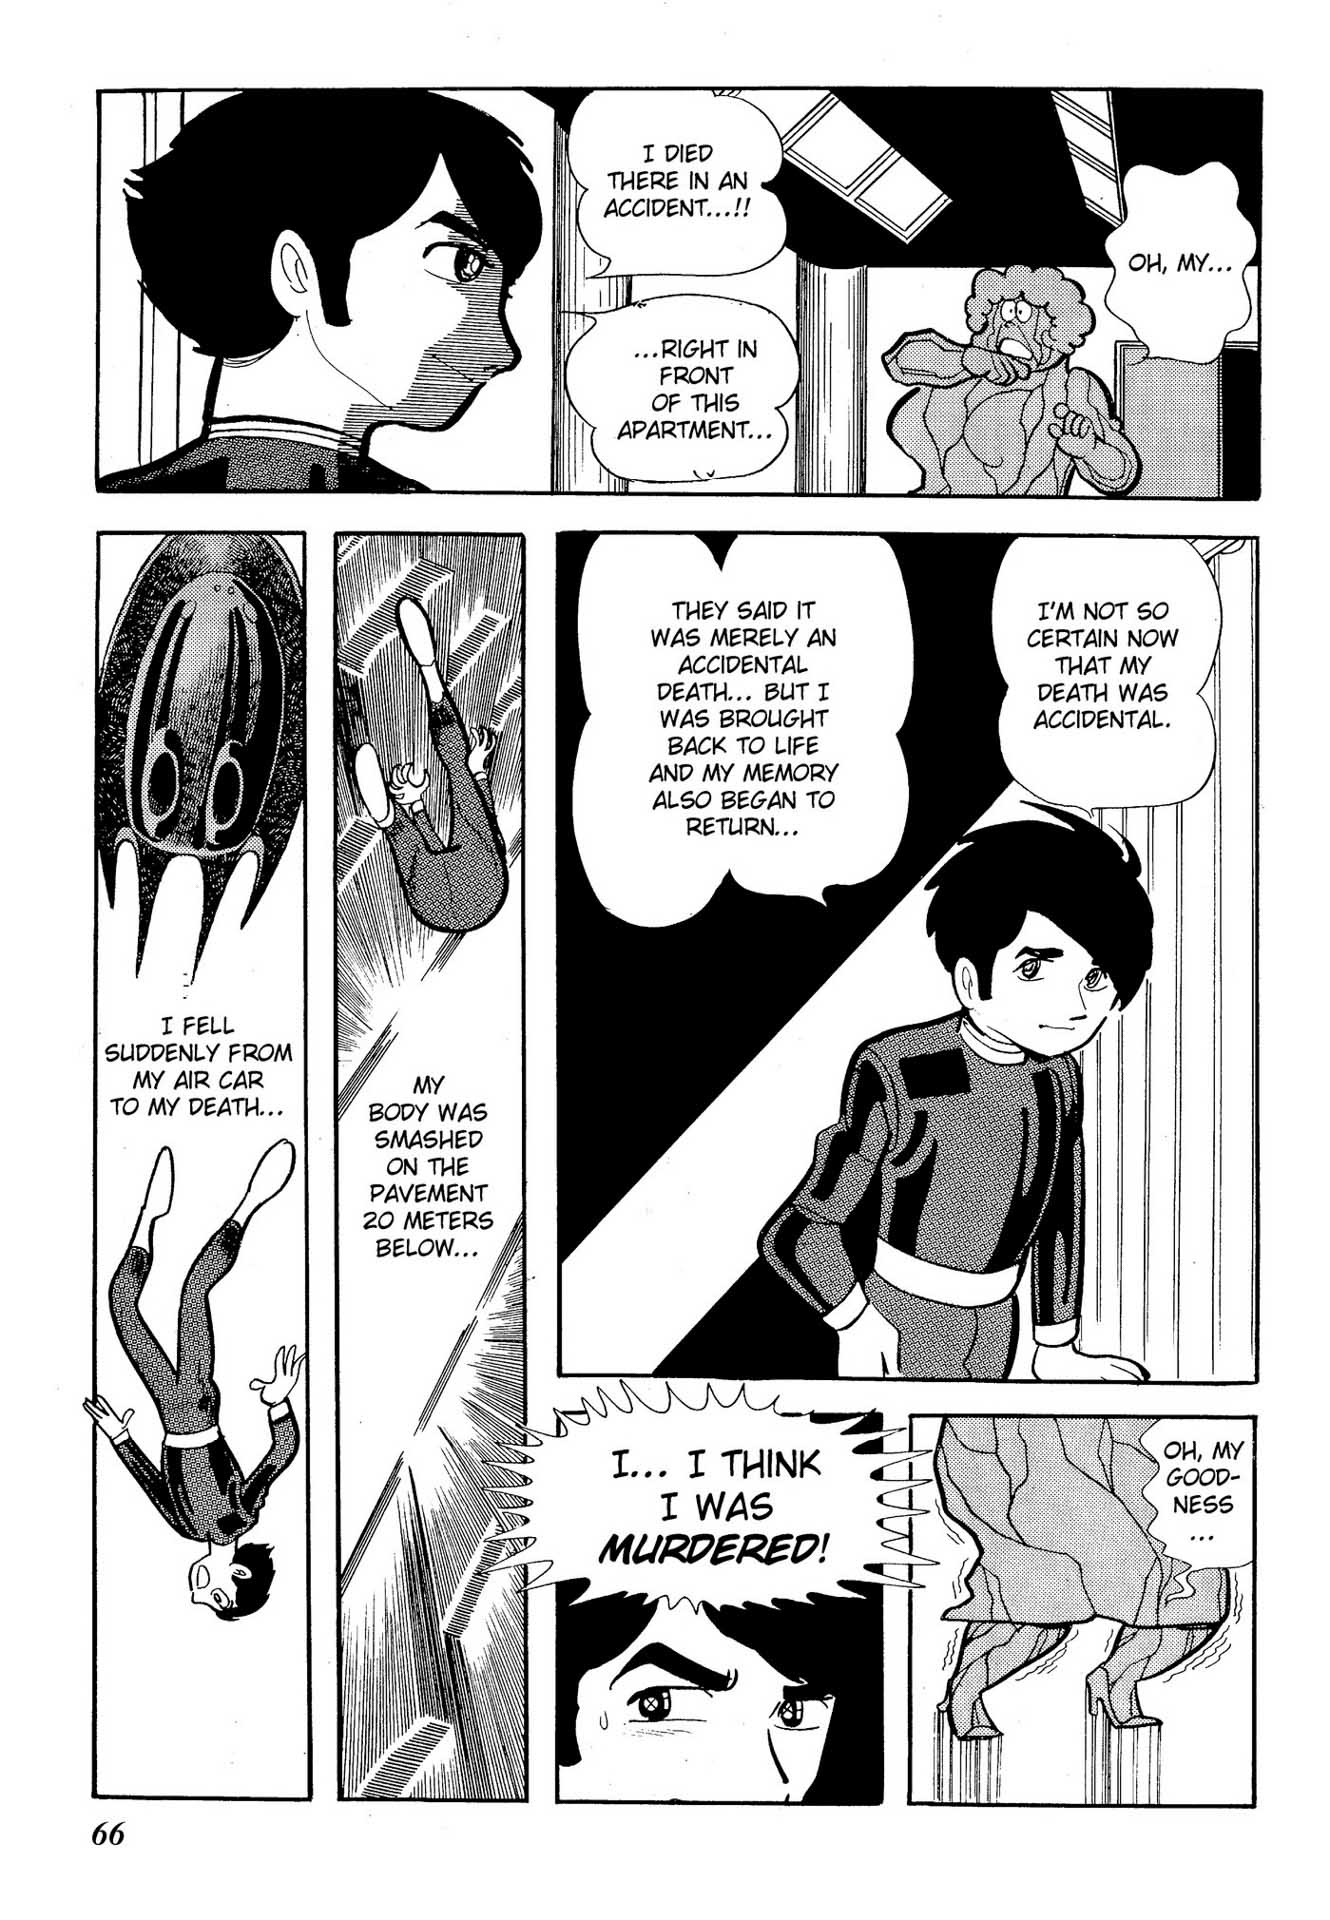 I DIED
THERE IN AN
ACCIDENT...!!
...RIGHT IN
FRONT
OF THIS
APARTMENT...
OH, MY...
I FELL
SUDDENLY FROM
MY AIR CAR
TO MY DEATH...
MY
BODY WAS
SMASHED
ON THE
PAVEMENT
20 METERS
BELOW...
THEY SAID IT
WAS MERELY AN
ACCIDENTAL
DEATH... BUT I
WAS BROUGHT
BACK TO LIFE
AND MY MEMORY
ALSO BEGAN TO
RETURN...
I'M NOT SO
CERTAIN NOW
THAT MY
DEATH WAS
ACCIDENTAL.
I... I THINK
I WAS
MURDERED!
OH, MY
GOOD-
NESS
...
66